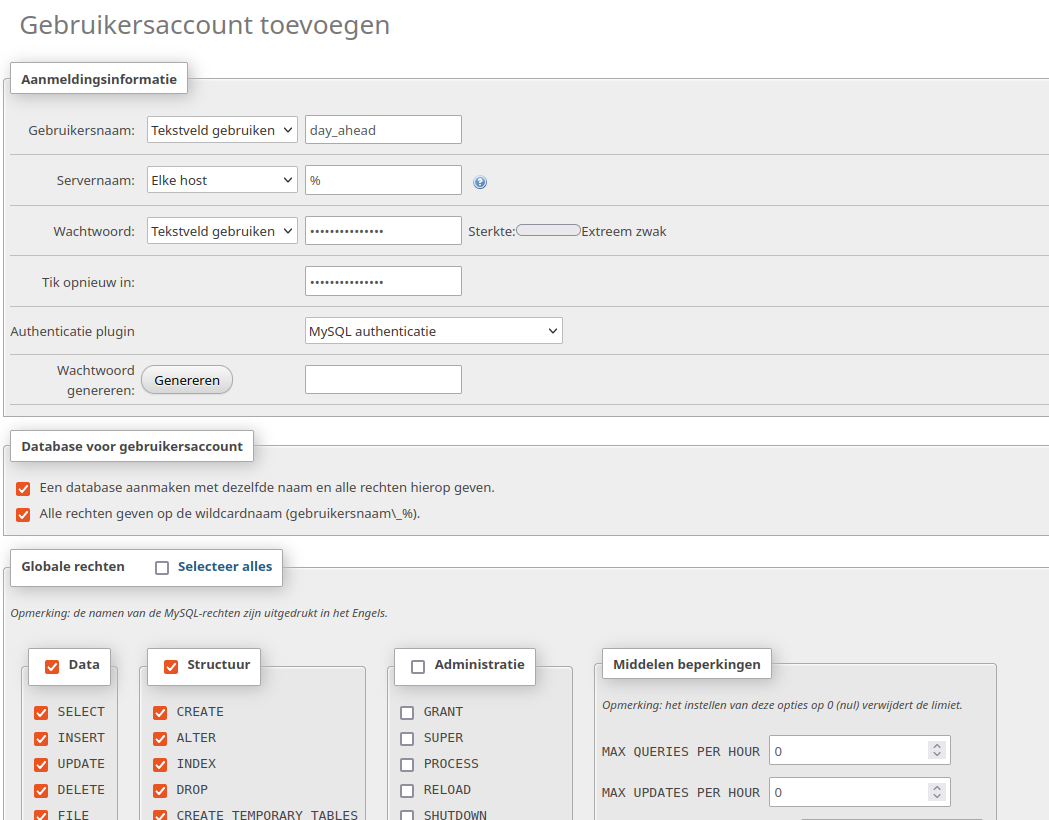 Gebruikersaccount toevoegen
Aanmeldingsinformatie
Gebruikersnaam: Tekstveld gebruiken day_ahead
Servernaam: Elke host %
Wachtwoord: Tekstveld gebruiken ••••••••••••••• Sterkte: Extreem zwak
Tik opnieuw in: •••••••••••••••
Authenticatie plugin MySQL authenticatie
Wachtwoord
genereren: Genereren
Database voor gebruikersaccount
Een database aanmaken met dezelfde naam en alle rechten hierop geven.
Alle rechten geven op de wildcardnaam (gebruikersnaam\_%).
Globale rechten Selecteer alles
Opmerking: de namen van de MySQL-rechten zijn uitgedrukt in het Engels.
Data
SELECT
INSERT
UPDATE
DELETE
FILE
Structuur
CREATE
ALTER
INDEX
DROP
CREATE TEMPORARY TABLES
Administratie
GRANT
SUPER
PROCESS
RELOAD
SHUTDOWN
Middelen beperkingen
Opmerking: het instellen van deze opties op 0 (nul) verwijdert de limiet.
MAX QUERIES PER HOUR 0
MAX UPDATES PER HOUR 0